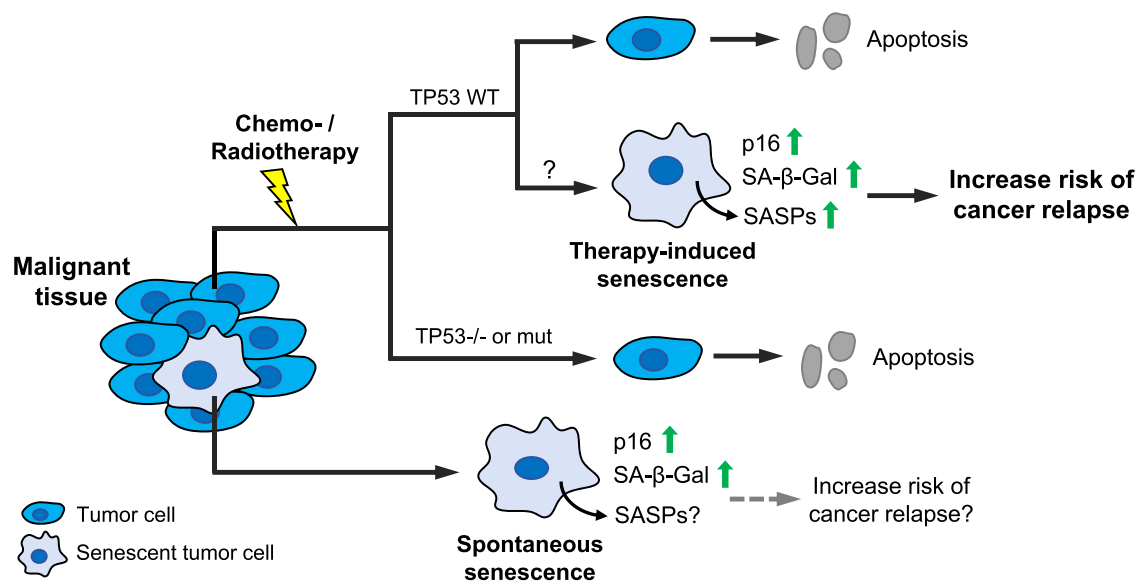 Apoptosis
TP53 WT
Chemo- /
Radiotherapy
?
p16
SA-β-Gal
SASPs
Increase risk of
cancer relapse
Therapy-induced
senescence
Malignant
tissue
TP53-/- or mut
Apoptosis
p16
SA-β-Gal
SASPs?
Increase risk of
cancer relapse?
Spontaneous
senescence
Tumor cell
Senescent tumor cell